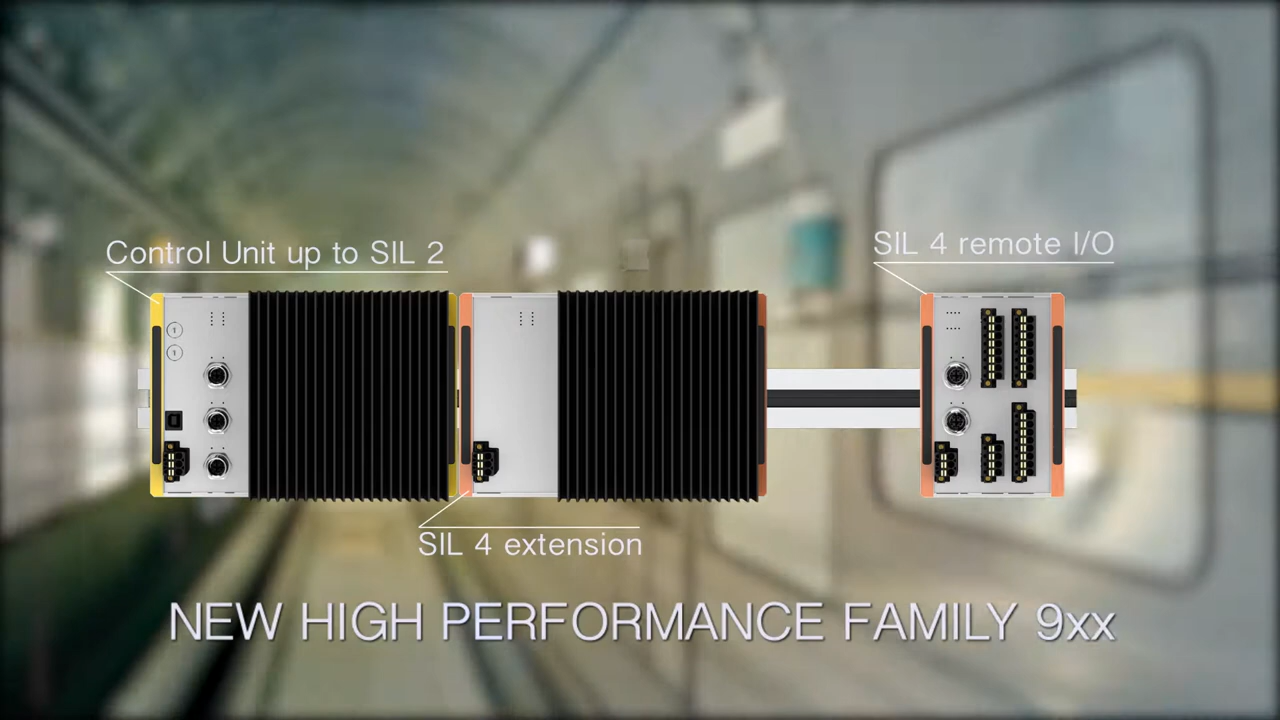 Control Unit up to SIL 2
SIL 4 remote I/O
SIL 4 extension
NEW HIGH PERFORMANCE FAMILY 9xx